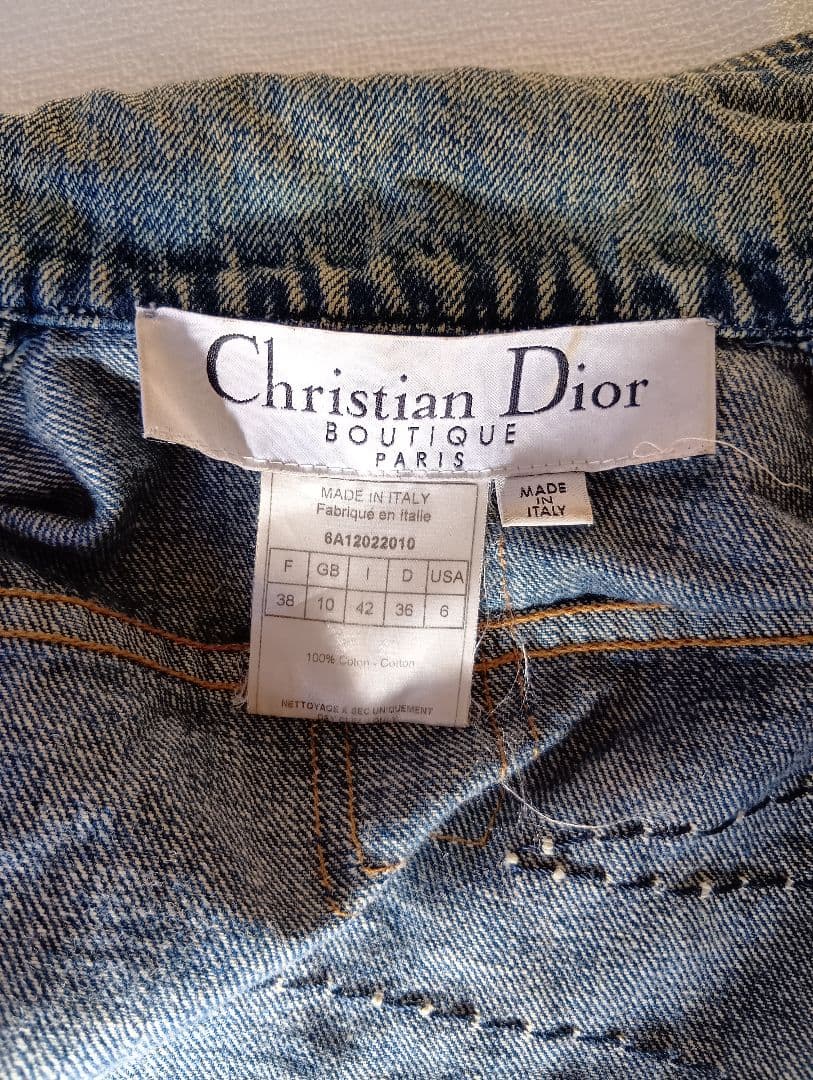 Christian Dior
BOUTIQUE
PARIS
MADE IN ITALY
Fabriqué en Italie
6A12022010
F GB I D USA
38 10 42 36 6
100% Coton - Cotton
NETTOYAGE A SEC UNIQUEMENT
MADE
IN
ITALY